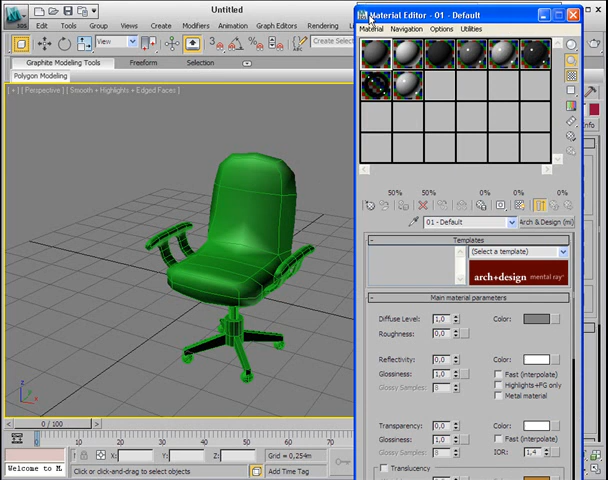 Untitled
3DS
Edit
Tools
Group
Views
Create
Modifiers
Animation
Graph Editors
Rendering
View
3
Create Selection
Graphite Modeling Tools
Freeform
Selection
Polygon Modeling
[ + ] [ Perspective ] [ Smooth + Highlights + Edged Faces ]
z
x
0 / 100
0 10 20 30 40 50 60 70 80
Welcome to M
X: Y: Z: Grid = 0,254m
Click or click-and-drag to select objects
Add Time Tag
Material Editor - 01 - Default
Material Navigation Options Utilities
50% 50% 0% 0% 0%
01 - Default
Arch & Design (mi)
Templates
(Select a template)
arch+design mental ray
Main material parameters
Diffuse Level: 1,0 Color:
Roughness: 0,0
Reflectivity: 0,0 Color:
Glossiness: 1,0 Fast (interpolate)
Glossy Samples: 8 Highlights+FG only
Metal material
Transparency: 0,0 Color:
Glossiness: 1,0 Fast (interpolate)
Glossy Samples: 8 IOR: 1,4
Translucency
Info